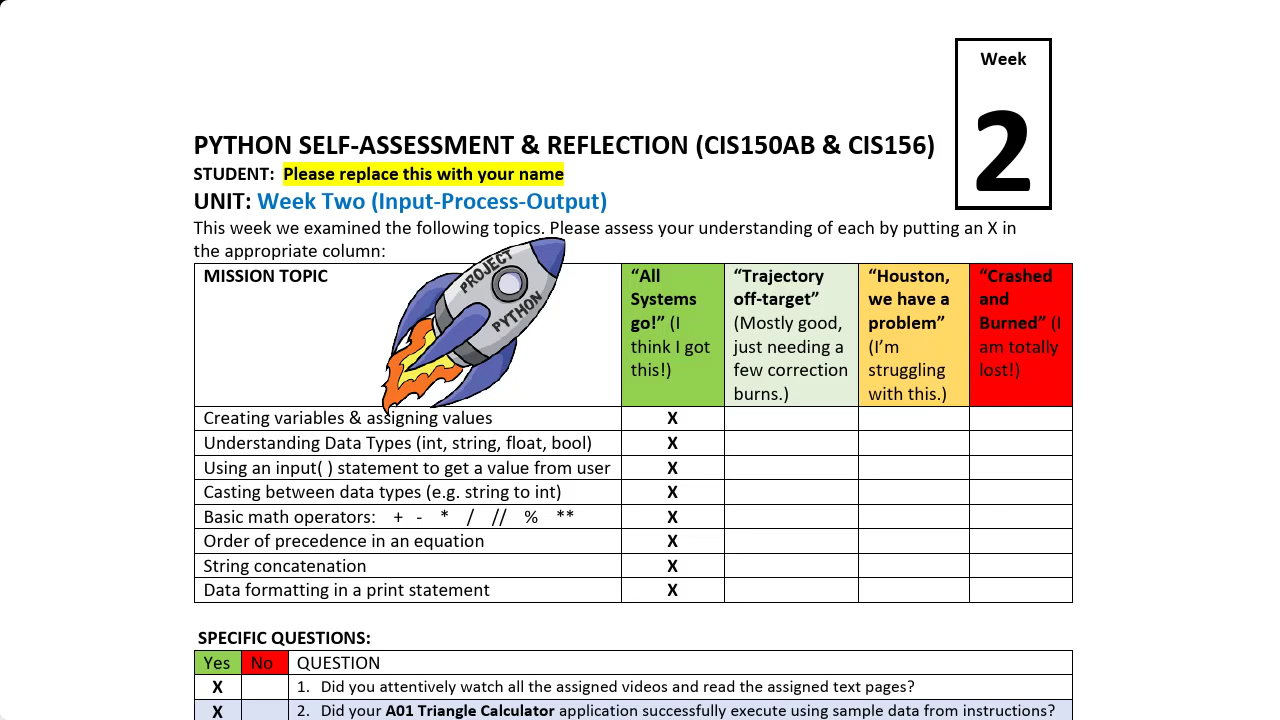 Week
2
PYTHON SELF-ASSESSMENT & REFLECTION (CIS150AB & CIS156)
STUDENT: Please replace this with your name
UNIT: Week Two (Input-Process-Output)
This week we examined the following topics. Please assess your understanding of each by putting an X in
the appropriate column:
MISSION TOPIC
PROJECT
PYTHON
“All
Systems
go!” (I
think I got
this!)
“Trajectory
off-target”
(Mostly good,
just needing a
few correction
burns.)
“Houston,
we have a
problem”
(I’m
struggling
with this.)
“Crashed
and
Burned” (I
am totally
lost!)
Creating variables & assigning values X
Understanding Data Types (int, string, float, bool) X
Using an input( ) statement to get a value from user X
Casting between data types (e.g. string to int) X
Basic math operators: + - * / // % ** X
Order of precedence in an equation X
String concatenation X
Data formatting in a print statement X
SPECIFIC QUESTIONS:
Yes No QUESTION
X 1. Did you attentively watch all the assigned videos and read the assigned text pages?
X 2. Did your A01 Triangle Calculator application successfully execute using sample data from instructions?